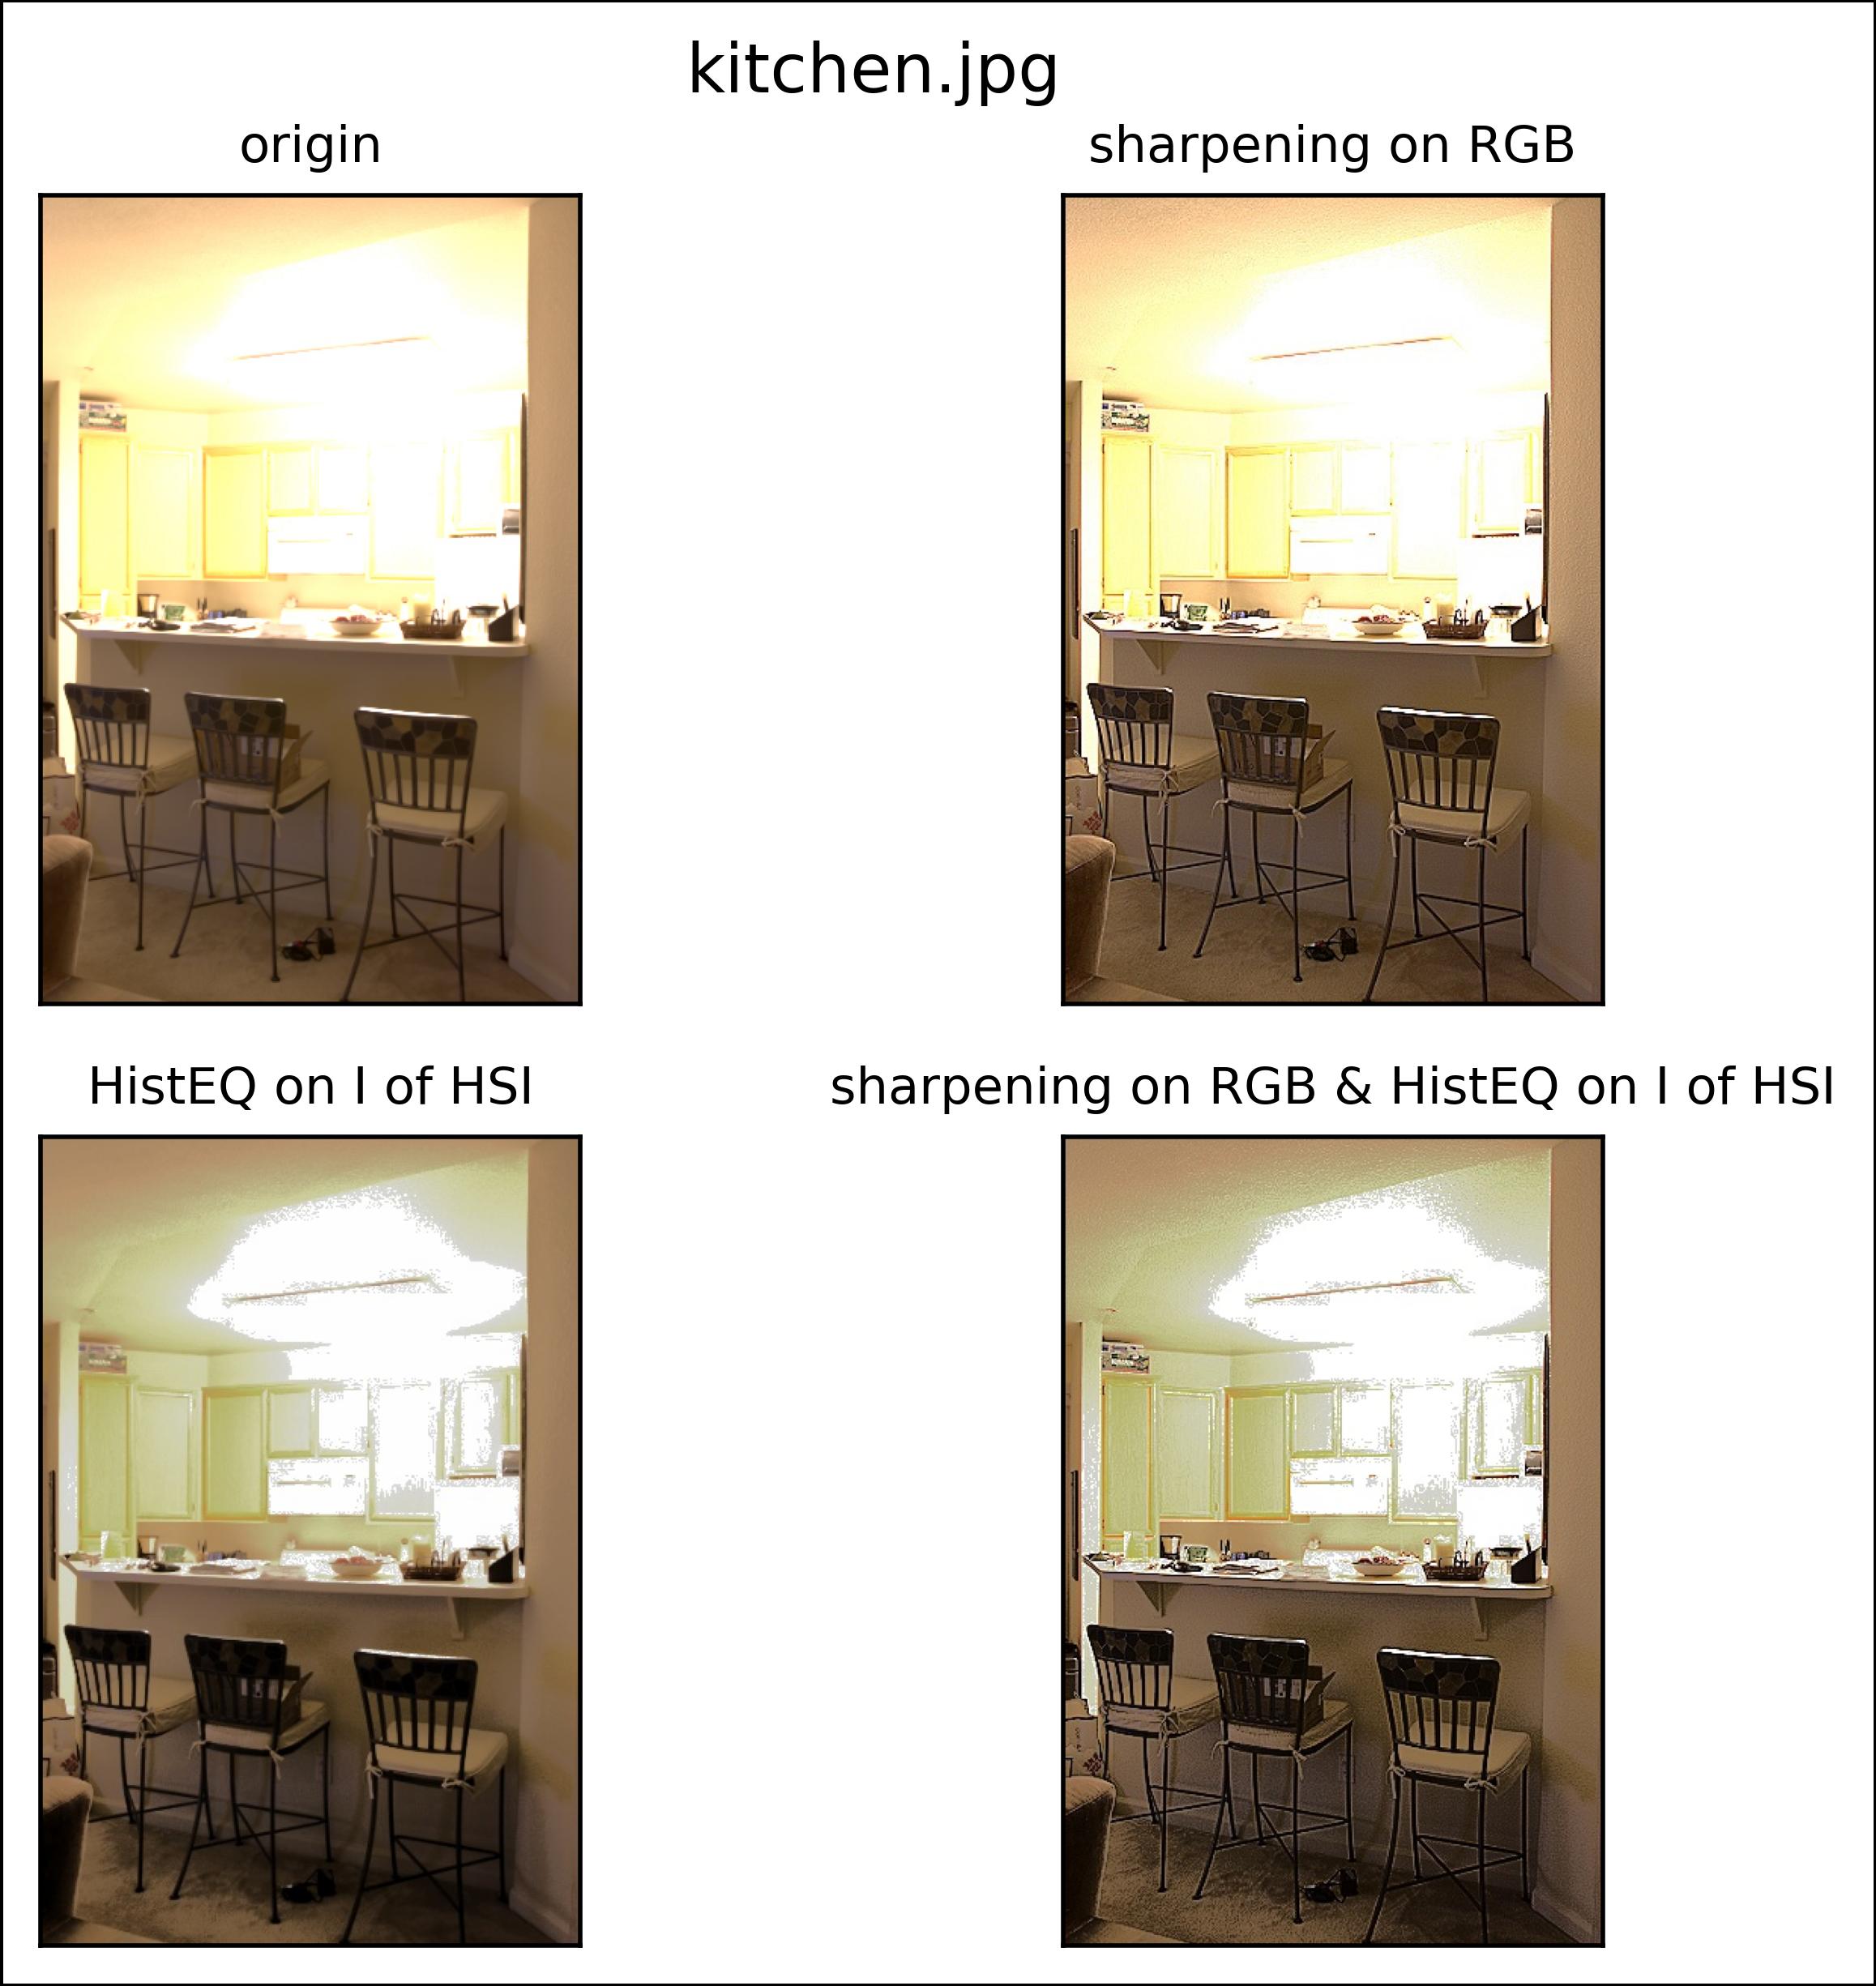 kitchen.jpg
origin
sharpening on RGB
HistEQ on I of HSI
sharpening on RGB & HistEQ on I of HSI